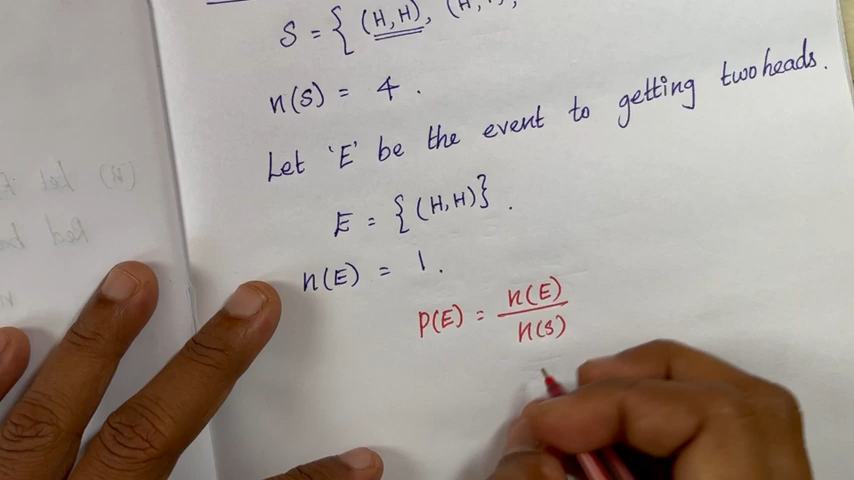 S = { (H,H), (H,
n(S) = 4 .
Let 'E' be the event to getting two heads.
E = { (H,H)} .
n(E) = 1 .
P(E) = n(E)
n(S)